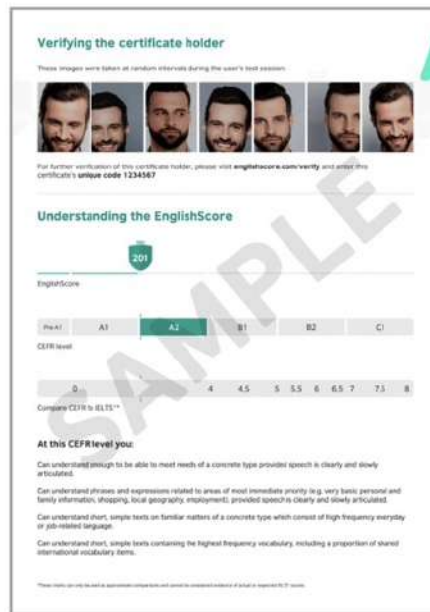 Verifying the certificate holder
These images were taken at random intervals during the user's test session
For further verification of this certificate holder, please visit englishscore.com/verify and enter this
certificate's unique code 1234567
Understanding the EnglishScore
201
EnglishScore
Pre A1 A1 A2 B1 B2 C1
CEFR level
0 4 4.5 5 5.5 6 6.5 7 7.5 8
Compare CEFR to IELTS**
SAMPLE
At this CEFR level you:
Can understand enough to be able to meet needs of a concrete type provided speech is clearly and slowly
articulated.
Can understand phrases and expressions related to areas of most immediate priority (e.g. very basic personal and
family information, shopping, local geography, employment), provided speech is clearly and slowly articulated.
Can understand short, simple texts on familiar matters of a concrete type which consist of high frequency everyday
or job-related language.
Can understand short, simple texts containing the highest frequency vocabulary, including a proportion of shared
international vocabulary items.